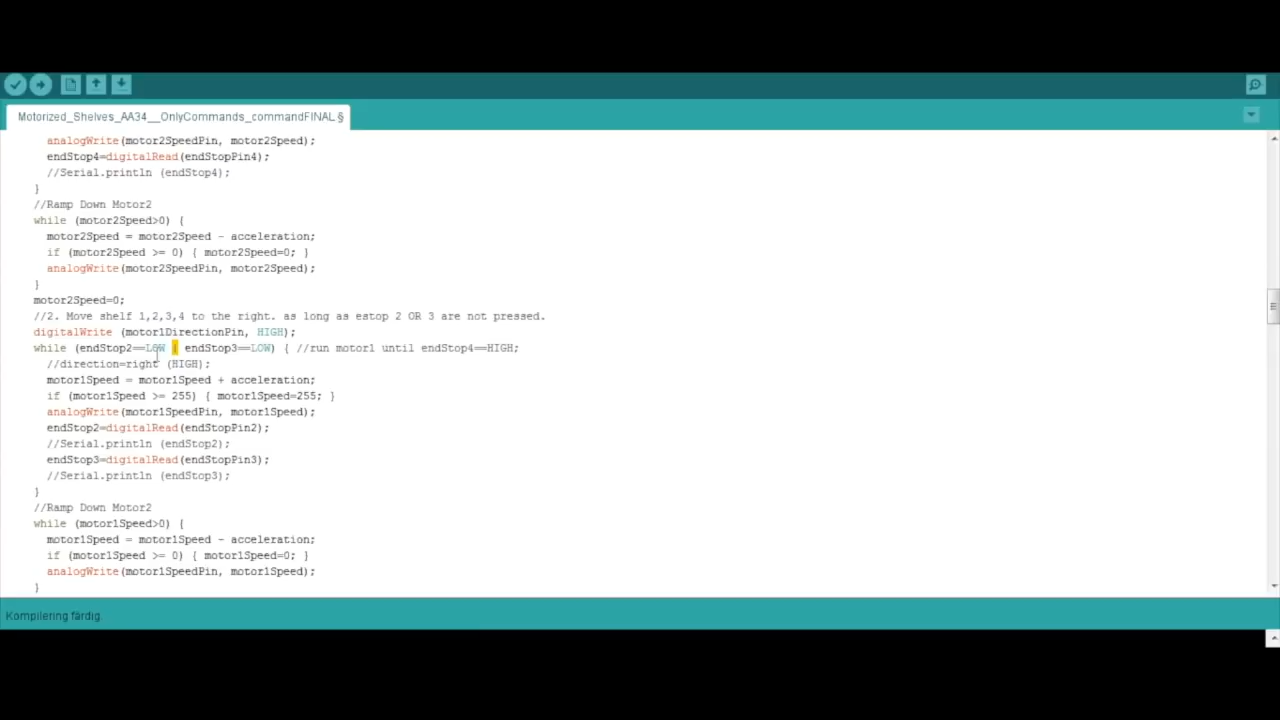 Motorized_Shelves_AA34__OnlyCommands_commandFINAL §
analogWrite(motor2SpeedPin, motor2Speed);
endStop4=digitalRead(endStopPin4);
//Serial.println (endStop4);
}
//Ramp Down Motor2
while (motor2Speed>0) {
motor2Speed = motor2Speed - acceleration;
if (motor2Speed >= 0) { motor2Speed=0; }
analogWrite(motor2SpeedPin, motor2Speed);
}
motor2Speed=0;
//2. Move shelf 1,2,3,4 to the right. as long as estop 2 OR 3 are not pressed.
digitalWrite (motor1DirectionPin, HIGH);
while (endStop2==LOW | endStop3==LOW) { //run motor1 until endStop4==HIGH;
//direction=right (HIGH);
motor1Speed = motor1Speed + acceleration;
if (motor1Speed >= 255) { motor1Speed=255; }
analogWrite(motor1SpeedPin, motor1Speed);
endStop2=digitalRead(endStopPin2);
//Serial.println (endStop2);
endStop3=digitalRead(endStopPin3);
//Serial.println (endStop3);
}
//Ramp Down Motor2
while (motor1Speed>0) {
motor1Speed = motor1Speed - acceleration;
if (motor1Speed >= 0) { motor1Speed=0; }
analogWrite(motor1SpeedPin, motor1Speed);
}
Kompilering färdig.